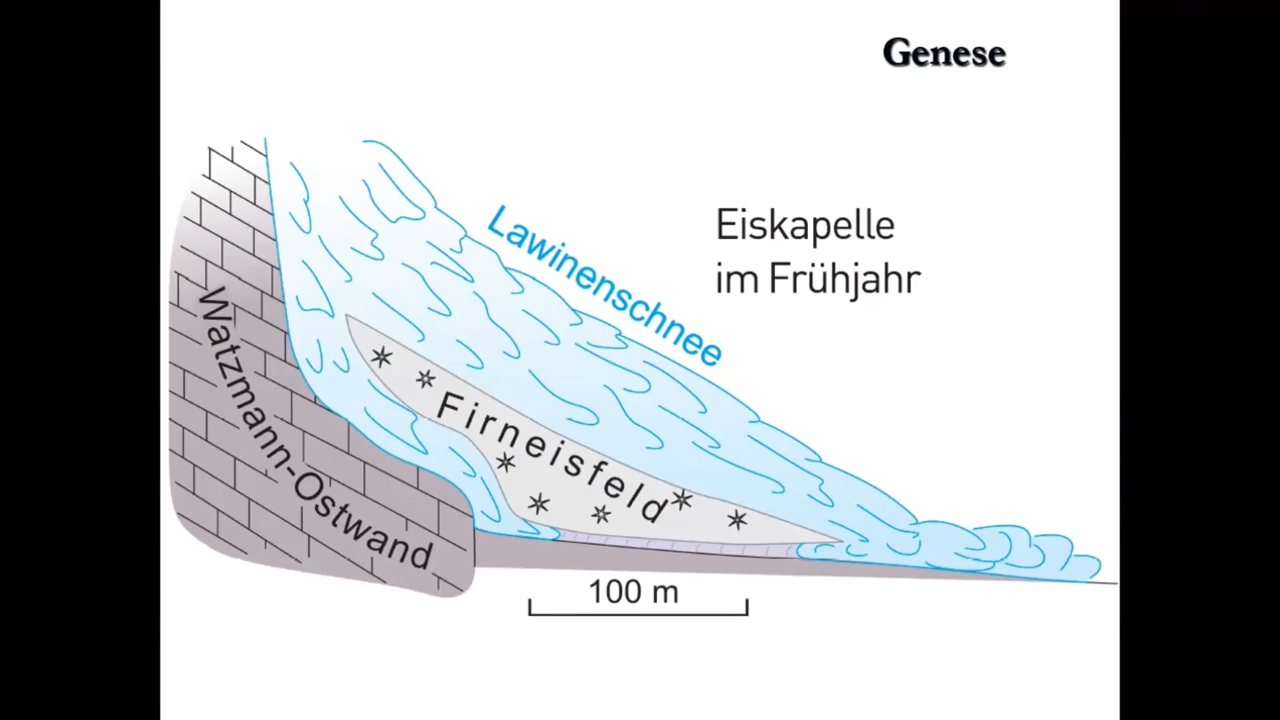 Genese
Eiskapelle
im Frühjahr
Lawinenschnee
Watzmann-Ostwand
Firneisfeld
100 m